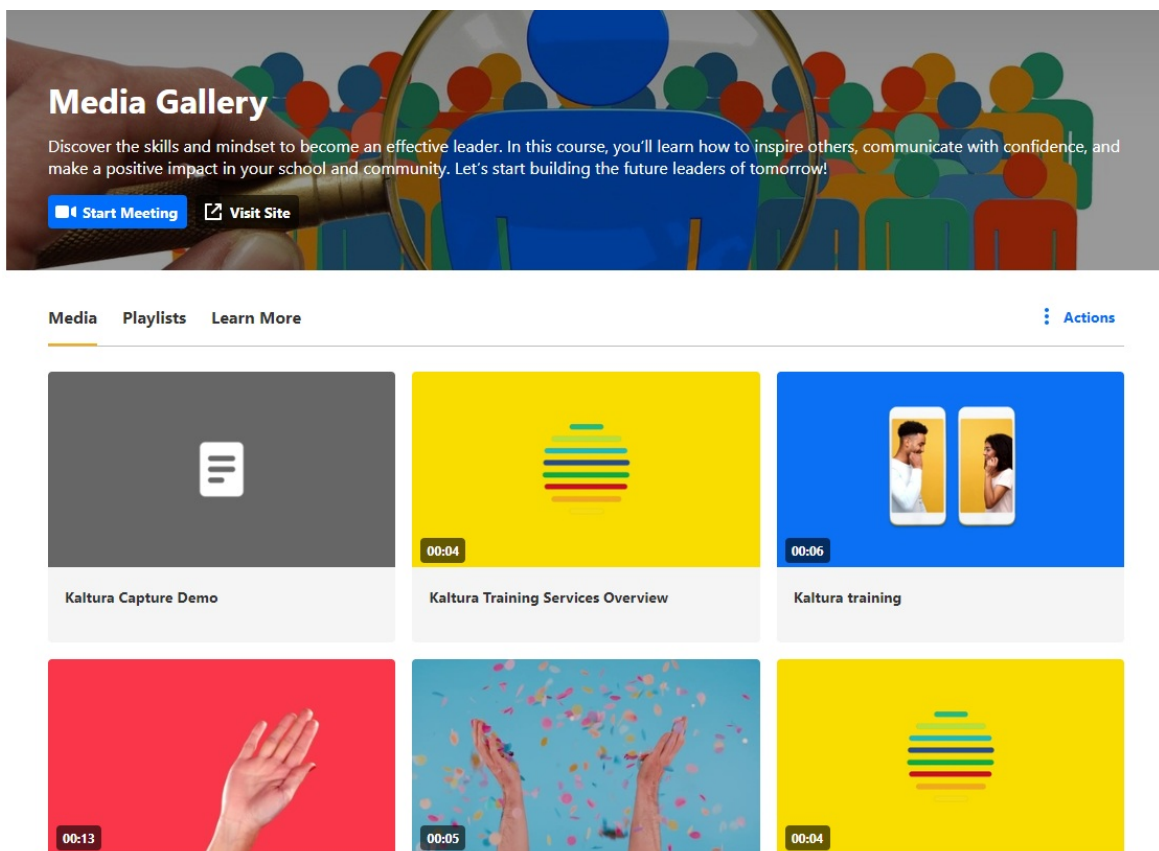 Media Gallery
Discover the skills and mindset to become an effective leader. In this course, you’ll learn how to inspire others, communicate with confidence, and
make a positive impact in your school and community. Let’s start building the future leaders of tomorrow!
Start Meeting Visit Site
Media Playlists Learn More Actions
00:04 00:06
Kaltura Capture Demo Kaltura Training Services Overview Kaltura training
00:13 00:05 00:04